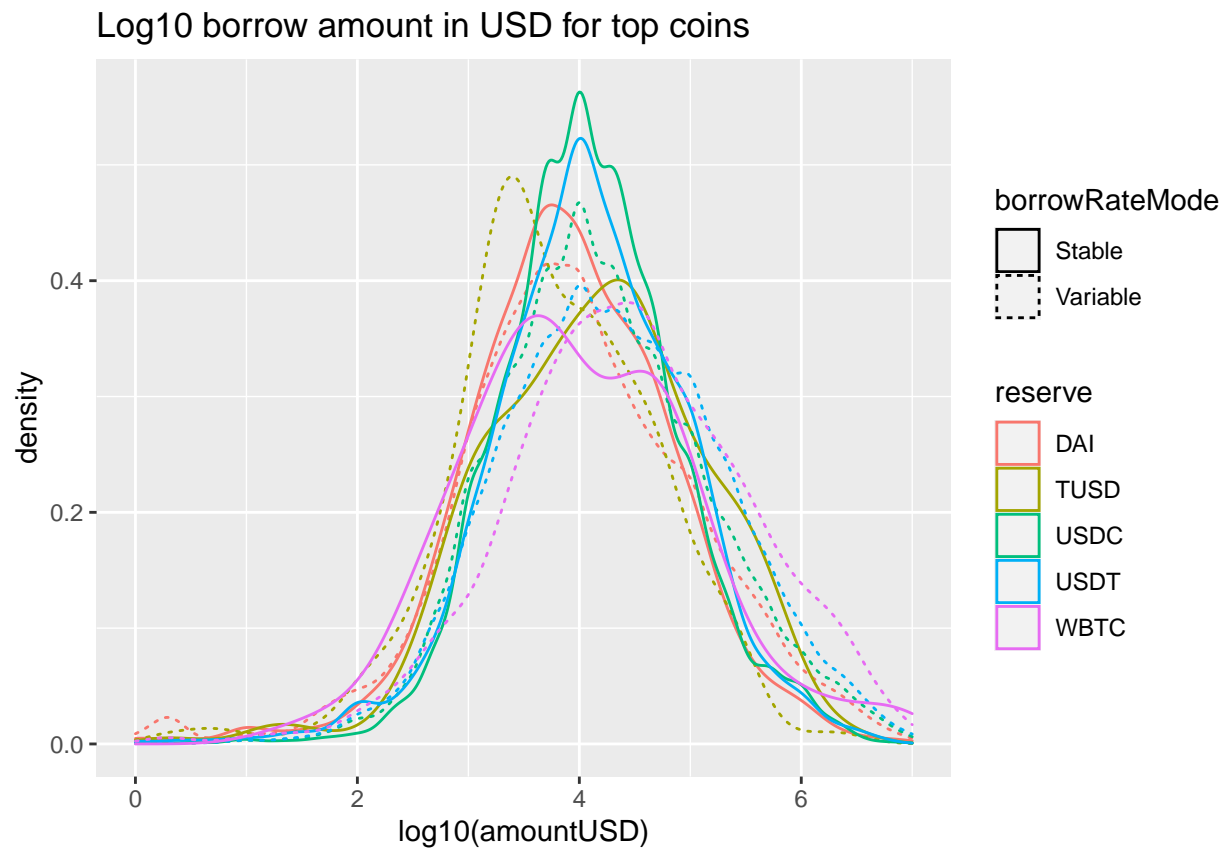 Log10 borrow amount in USD for top coins
density
0.4
0.2
0.0
0
2
4
6
log10(amountUSD)
borrowRateMode
Stable
Variable
reserve
DAI
TUSD
USDC
USDT
WBTC